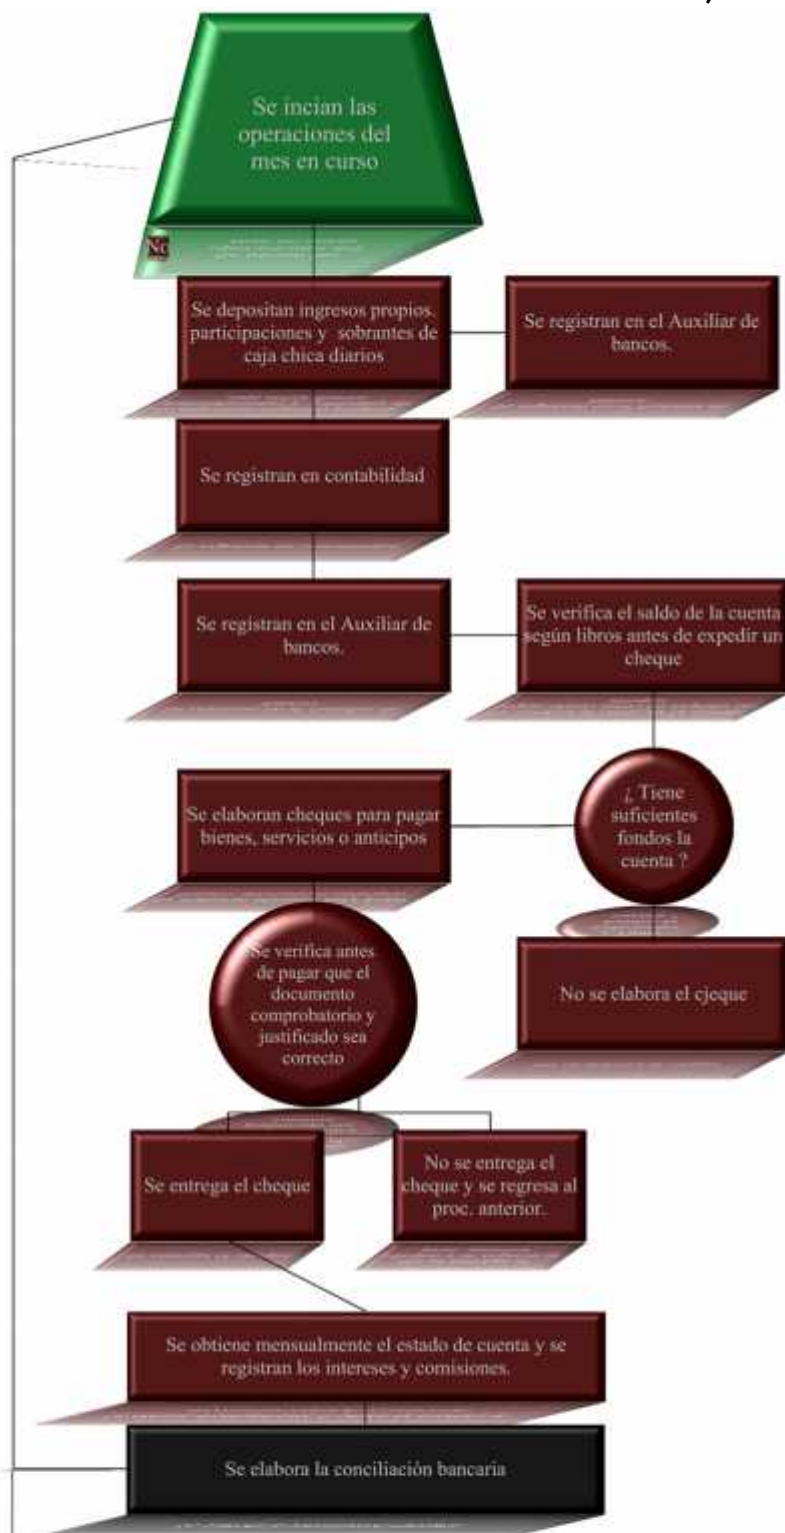 Se incian las
operaciones del
mes en curso
No
Se depositan ingresos propios,
participaciones y sobrantes de
caja chica diarios
Se registran en el Auxiliar de
bancos.
Se registran en contabilidad
Se registran en el Auxiliar de
bancos.
Se verifica el saldo de la cuenta
según libros antes de expedir un
cheque
¿ Tiene
suficientes
fondos la
cuenta ?
Se elaboran cheques para pagar
bienes, servicios o anticipos
Se verifica antes
de pagar que el
documento
comprobatorio y
justificado sea
correcto
No se elabora el cjeque
Se entrega el cheque
No se entrega el
cheque y se regresa al
proc. anterior.
Se obtiene mensualmente el estado de cuenta y se
registran los intereses y comisiones.
Se elabora la conciliación bancaria